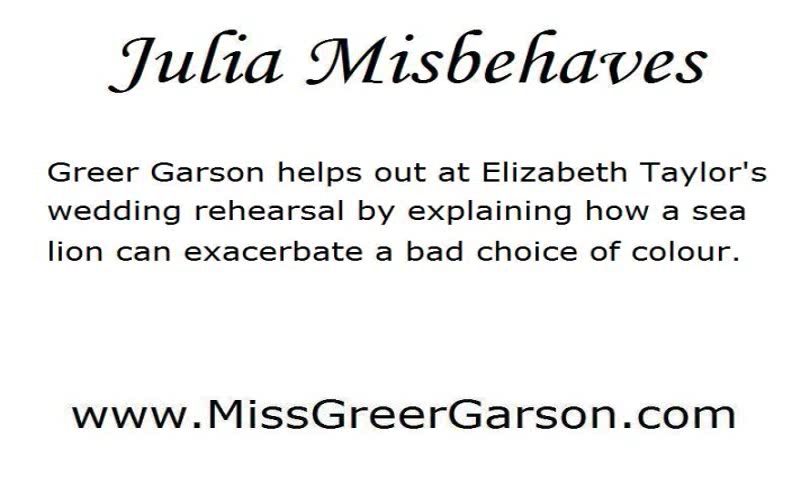 Julia Misbehaves
Greer Garson helps out at Elizabeth Taylor's
wedding rehearsal by explaining how a sea
lion can exacerbate a bad choice of colour.
www.MissGreerGarson.com